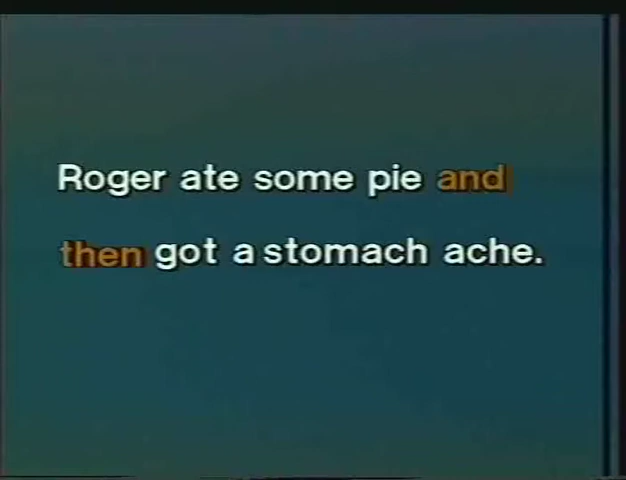 Roger ate some pie and
then got a stomach ache.